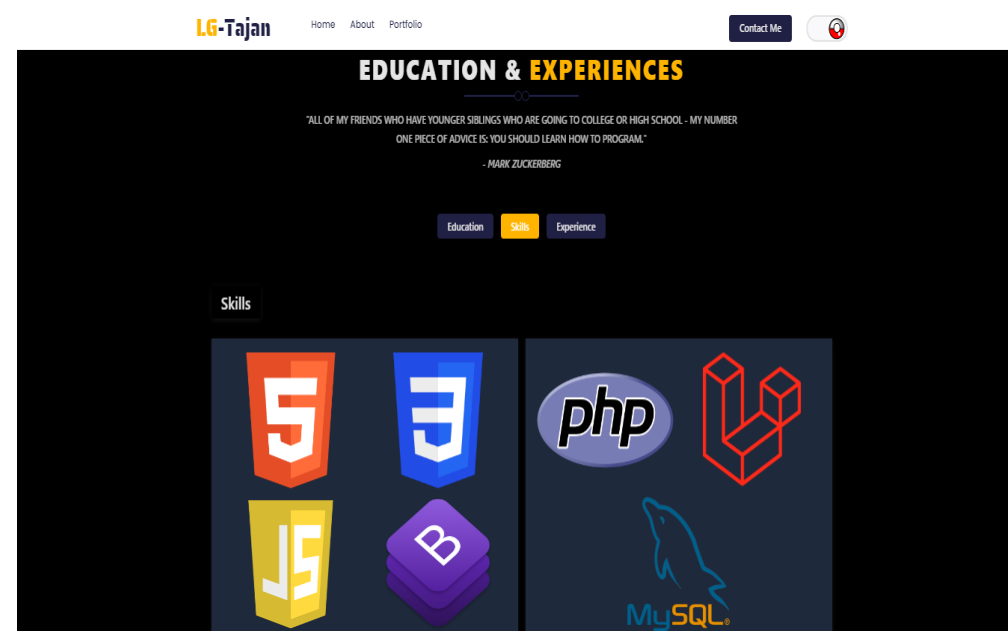 LG-Tajan
Home About Portfolio
Contact Me
EDUCATION & EXPERIENCES
"ALL OF MY FRIENDS WHO HAVE YOUNGER SIBLINGS WHO ARE GOING TO COLLEGE OR HIGH SCHOOL - MY NUMBER
ONE PIECE OF ADVICE IS: YOU SHOULD LEARN HOW TO PROGRAM."
- MARK ZUCKERBERG
Education Skills Experience
Skills
5 3 php
JS B
MySQL